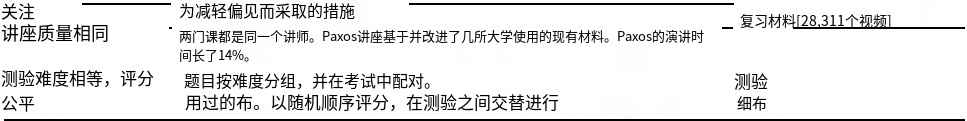 关注
为减轻偏见而采取的措施
复习材料[28,311个视频]
讲座质量相同
两门课都是同一个讲师。Paxos讲座基于并改进了几所大学使用的现有材料。Paxos的演讲时
间长了14%。
测验难度相等，评分
公平
题目按难度分组，并在考试中配对。
用过的布。以随机顺序评分，在测验之间交替进行
测验
细布